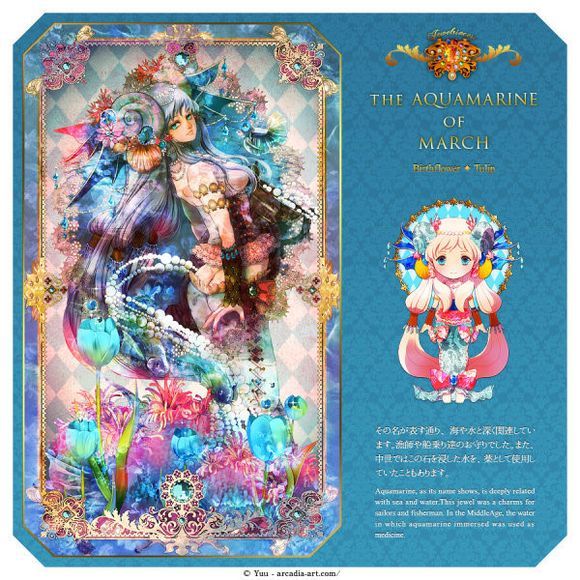 Jewelnicus
THE AQUAMARINE
OF
MARCH
Birthflower ✦ Tulip
その名が表す通り、海や水と深く関連してい
ます。漁師や船乗り達のお守りでした。また、
中世ではこの石を浸した水を、薬として使用し
ていたこともあります。
Aquamarine, as its name shows, is deeply related
with sea and water.This jewel was a charms for
sailors and fisherman. In the MiddleAge, the water
in which aquamarine immersed was used as
medicine.
© Yuu - arcadia-art.com/